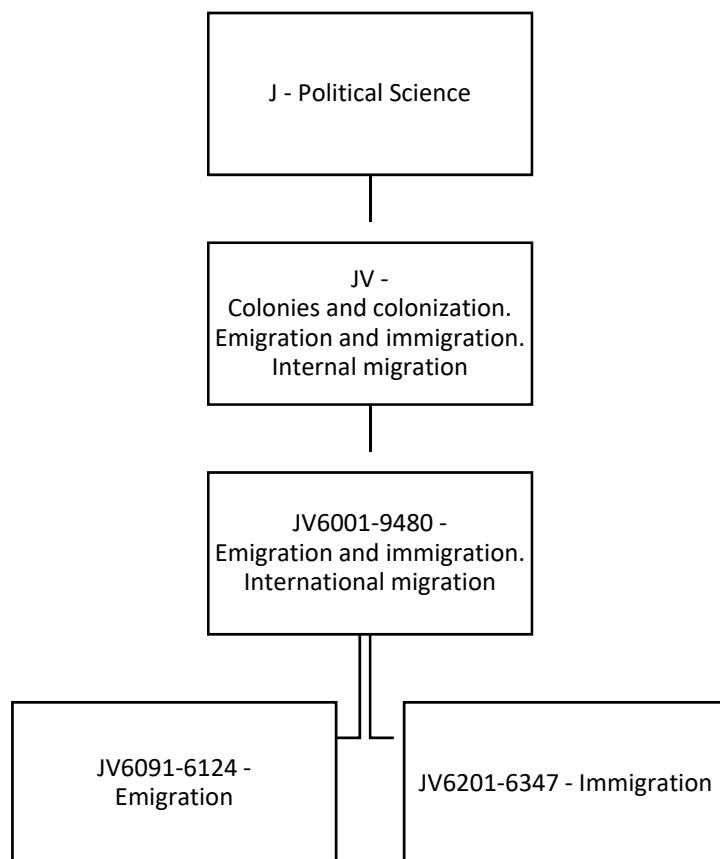 J - Political Science
JV -
Colonies and colonization.
Emigration and immigration.
Internal migration
JV6001-9480 -
Emigration and immigration.
International migration
JV6091-6124 -
Emigration
JV6201-6347 - Immigration